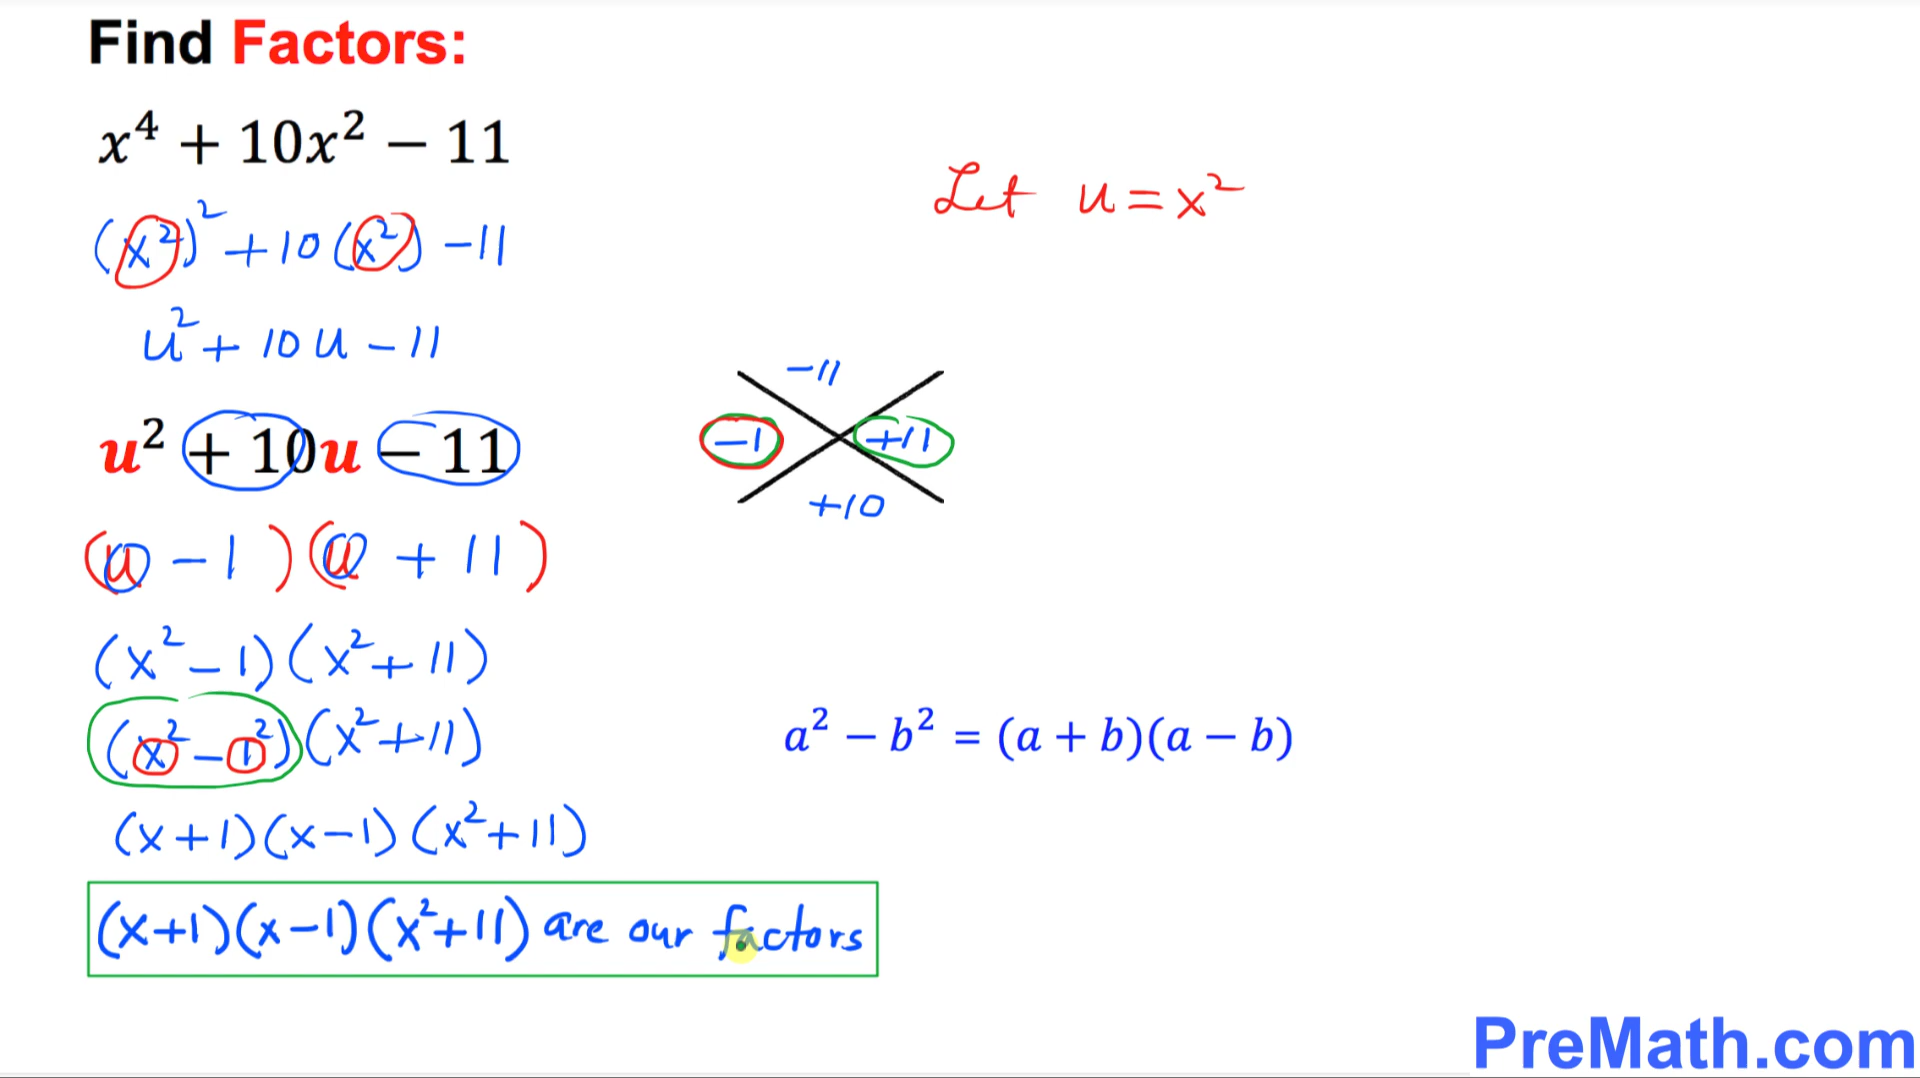 Find Factors:
x⁴ + 10x² − 11
Let u = x²
(x²)² + 10(x²) − 11
u² + 10u − 11
−11
u² + 10u − 11
−1 +11
+10
(u − 1)(u + 11)
(x² − 1)(x² + 11)
(x² − 1²)(x² + 11)
a² − b² = (a + b)(a − b)
(x + 1)(x − 1)(x² + 11)
(x+1)(x−1)(x²+11) are our factors
PreMath.com